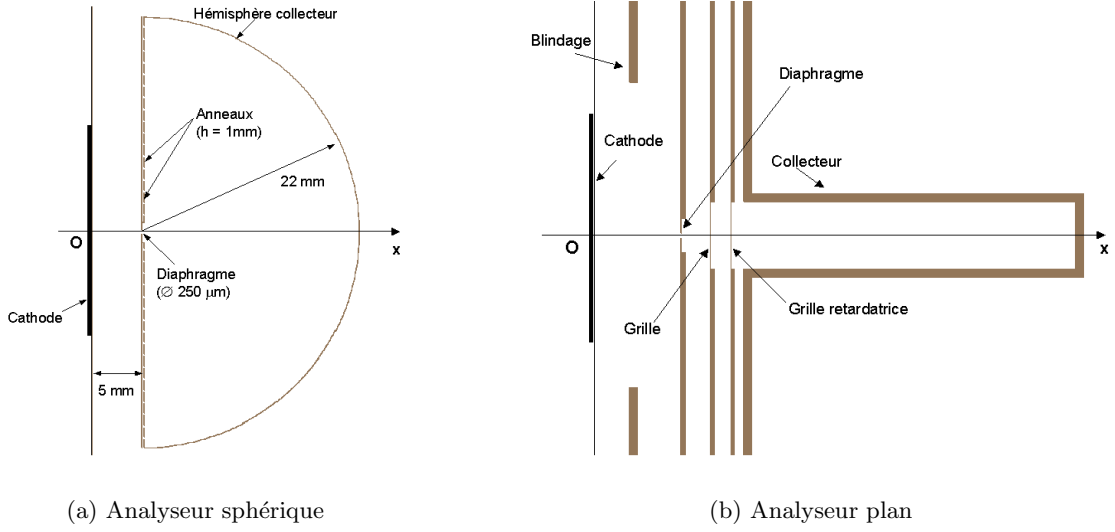 Hémisphère collecteur
Anneaux
(h = 1mm)
22 mm
O
x
Diaphragme
(∅ 250 μm)
Cathode
5 mm
(a) Analyseur sphérique
Blindage
Diaphragme
Cathode
Collecteur
O
x
Grille
Grille retardatrice
(b) Analyseur plan